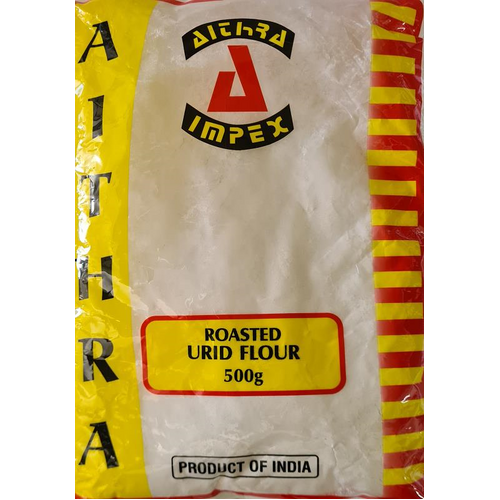 AITHRA
AITHRA
IMPEX
ROASTED
URID FLOUR
500g
PRODUCT OF INDIA